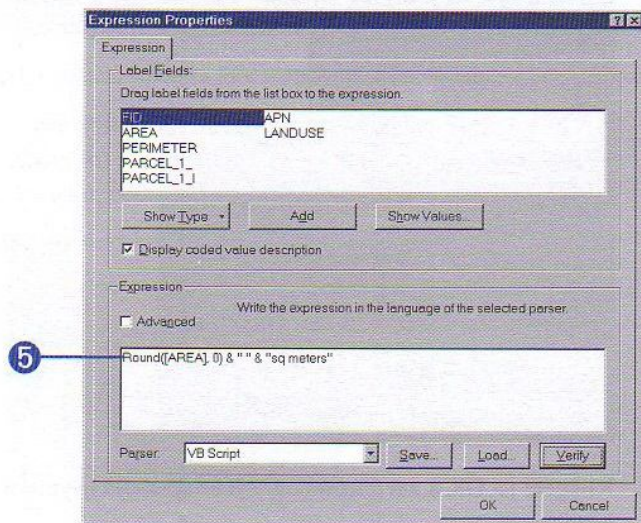 Expression Properties
Expression
Label Fields:
Drag label fields from the list box to the expression.
FID APN
AREA LANDUSE
PERIMETER
PARCEL_1_
PARCEL_1_I
Show Type Add Show Values...
Display coded value description
Expression
Write the expression in the language of the selected parser.
Advanced
5
Round([AREA], 0) & " " & "sq meters"
Parser: VB Script Save... Load... Verify
OK Cancel